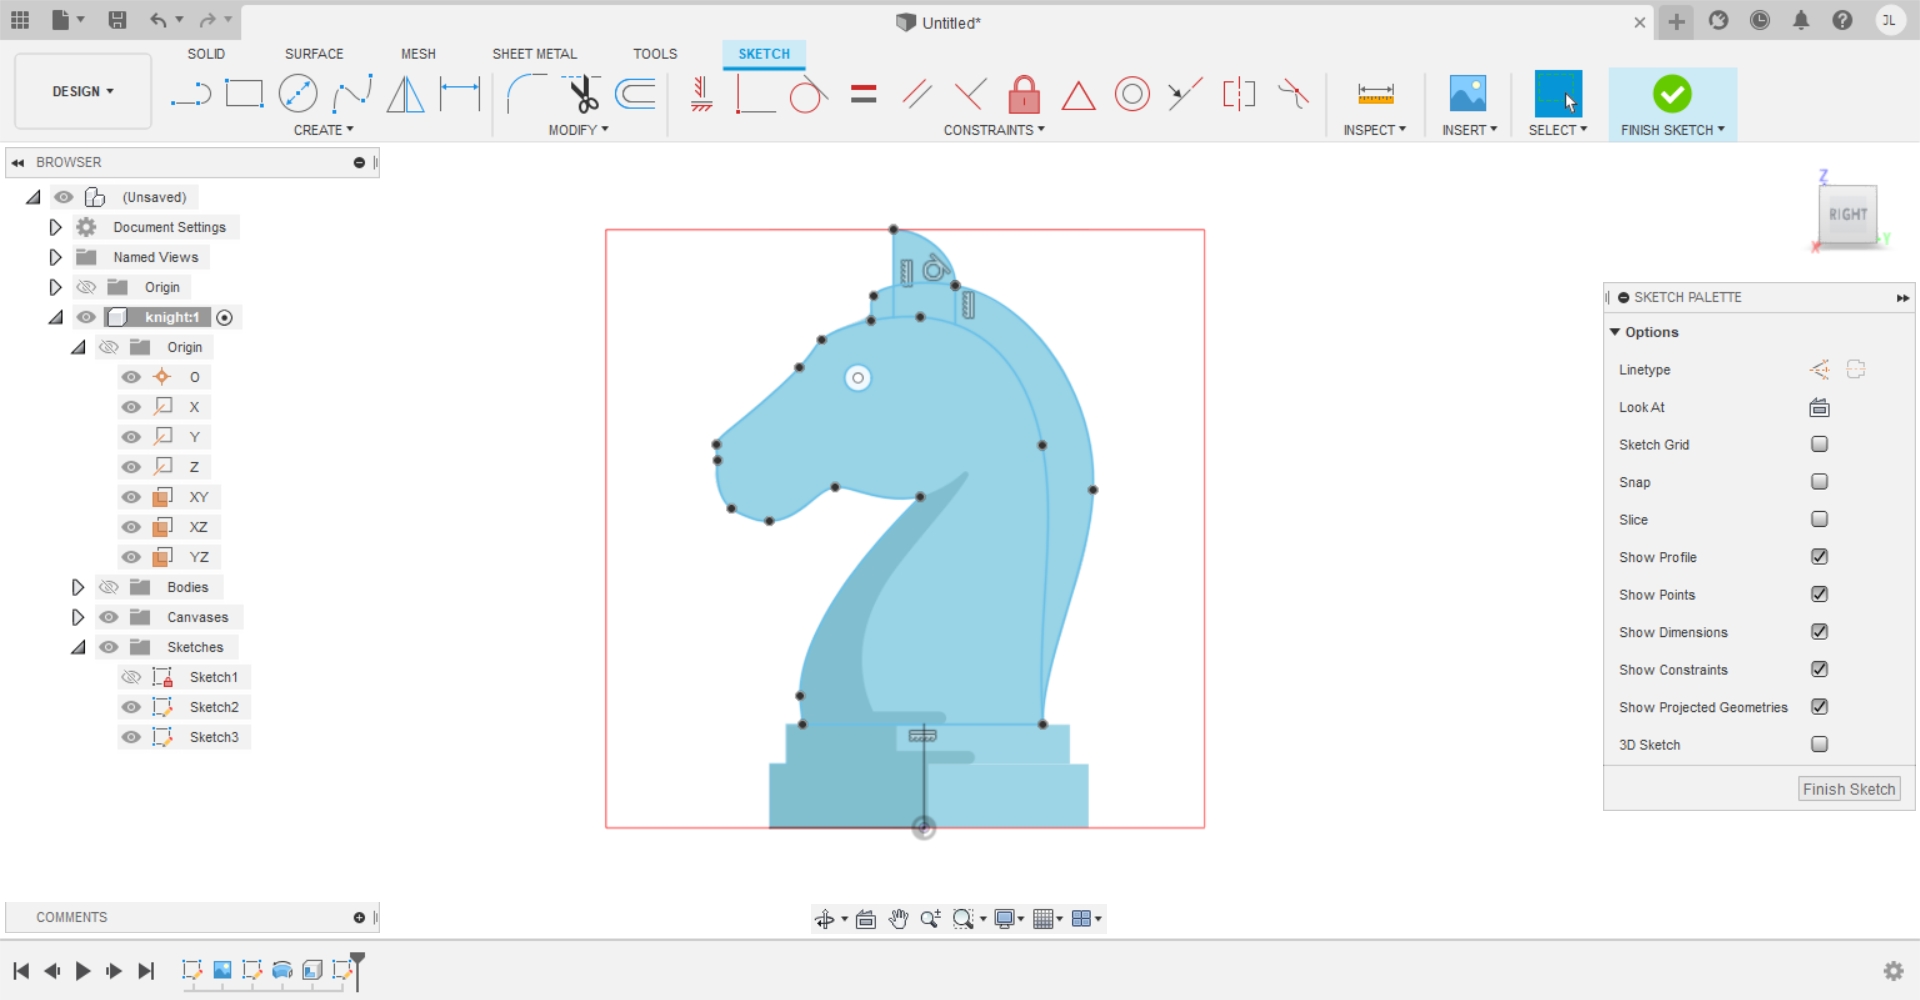 Untitled*
JL
SOLID
SURFACE
MESH
SHEET METAL
TOOLS
SKETCH
DESIGN
CREATE
MODIFY
CONSTRAINTS
INSPECT
INSERT
SELECT
FINISH SKETCH
BROWSER
(Unsaved)
Document Settings
Named Views
Origin
knight:1
Origin
O
X
Y
Z
XY
XZ
YZ
Bodies
Canvases
Sketches
Sketch1
Sketch2
Sketch3
Z
RIGHT
X
Y
SKETCH PALETTE
Options
Linetype
Look At
Sketch Grid
Snap
Slice
Show Profile
Show Points
Show Dimensions
Show Constraints
Show Projected Geometries
3D Sketch
Finish Sketch
COMMENTS